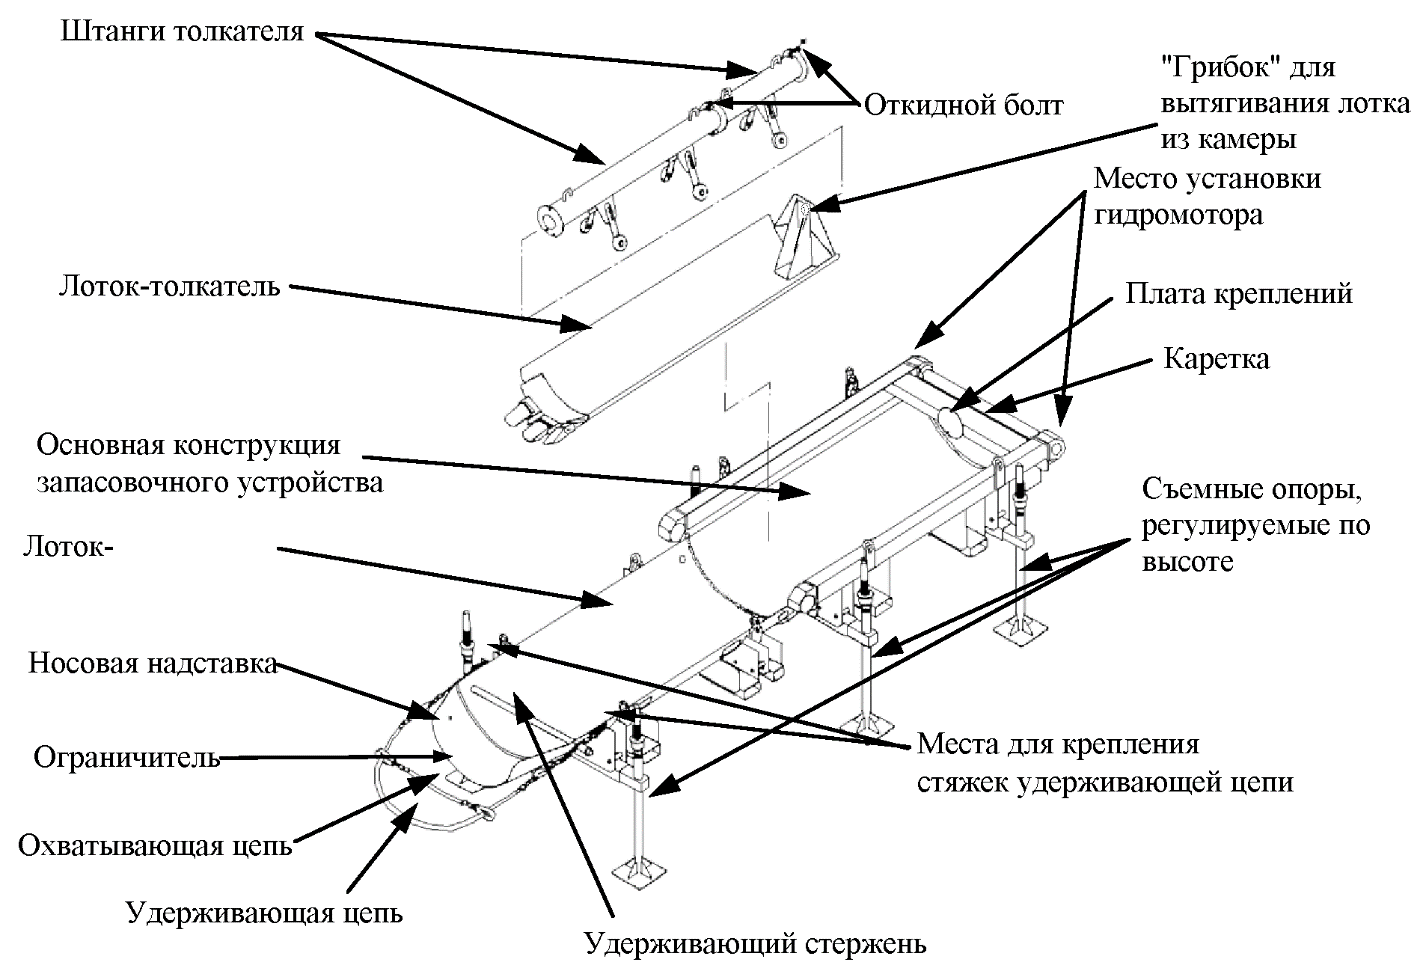 Штанги толкателя
Откидной болт
"Грибок" для
вытягивания лотка
из камеры
Место установки
гидромотора
Лоток-толкатель
Плата креплений
Каретка
Основная конструкция
запасовочного устройства
Съемные опоры,
регулируемые по
высоте
Лоток-
Носовая надставка
Ограничитель
Места для крепления
стяжек удерживающей цепи
Охватывающая цепь
Удерживающая цепь
Удерживающий стержень